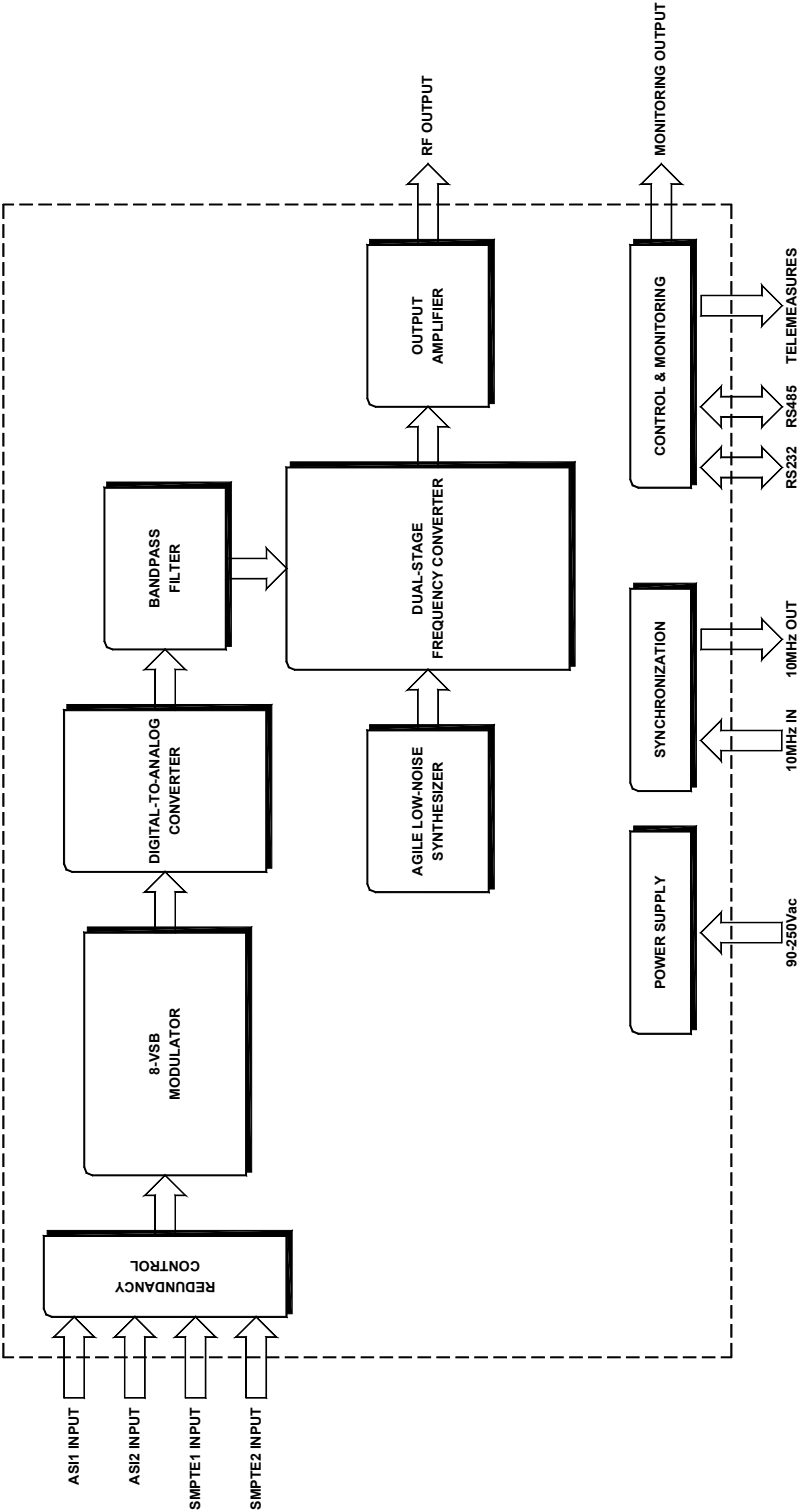 ASI1 INPUT
ASI2 INPUT
SMPTE1 INPUT
SMPTE2 INPUT
REDUNDANCY
CONTROL
8-VSB
MODULATOR
DIGITAL-TO-ANALOG
CONVERTER
BANDPASS
FILTER
AGILE LOW-NOISE
SYNTHESIZER
DUAL-STAGE
FREQUENCY CONVERTER
OUTPUT
AMPLIFIER
RF OUTPUT
POWER SUPPLY
90-250Vac
SYNCHRONIZATION
10MHz IN
10MHz OUT
CONTROL & MONITORING
RS232
RS485
TELEMEASURES
MONITORING OUTPUT